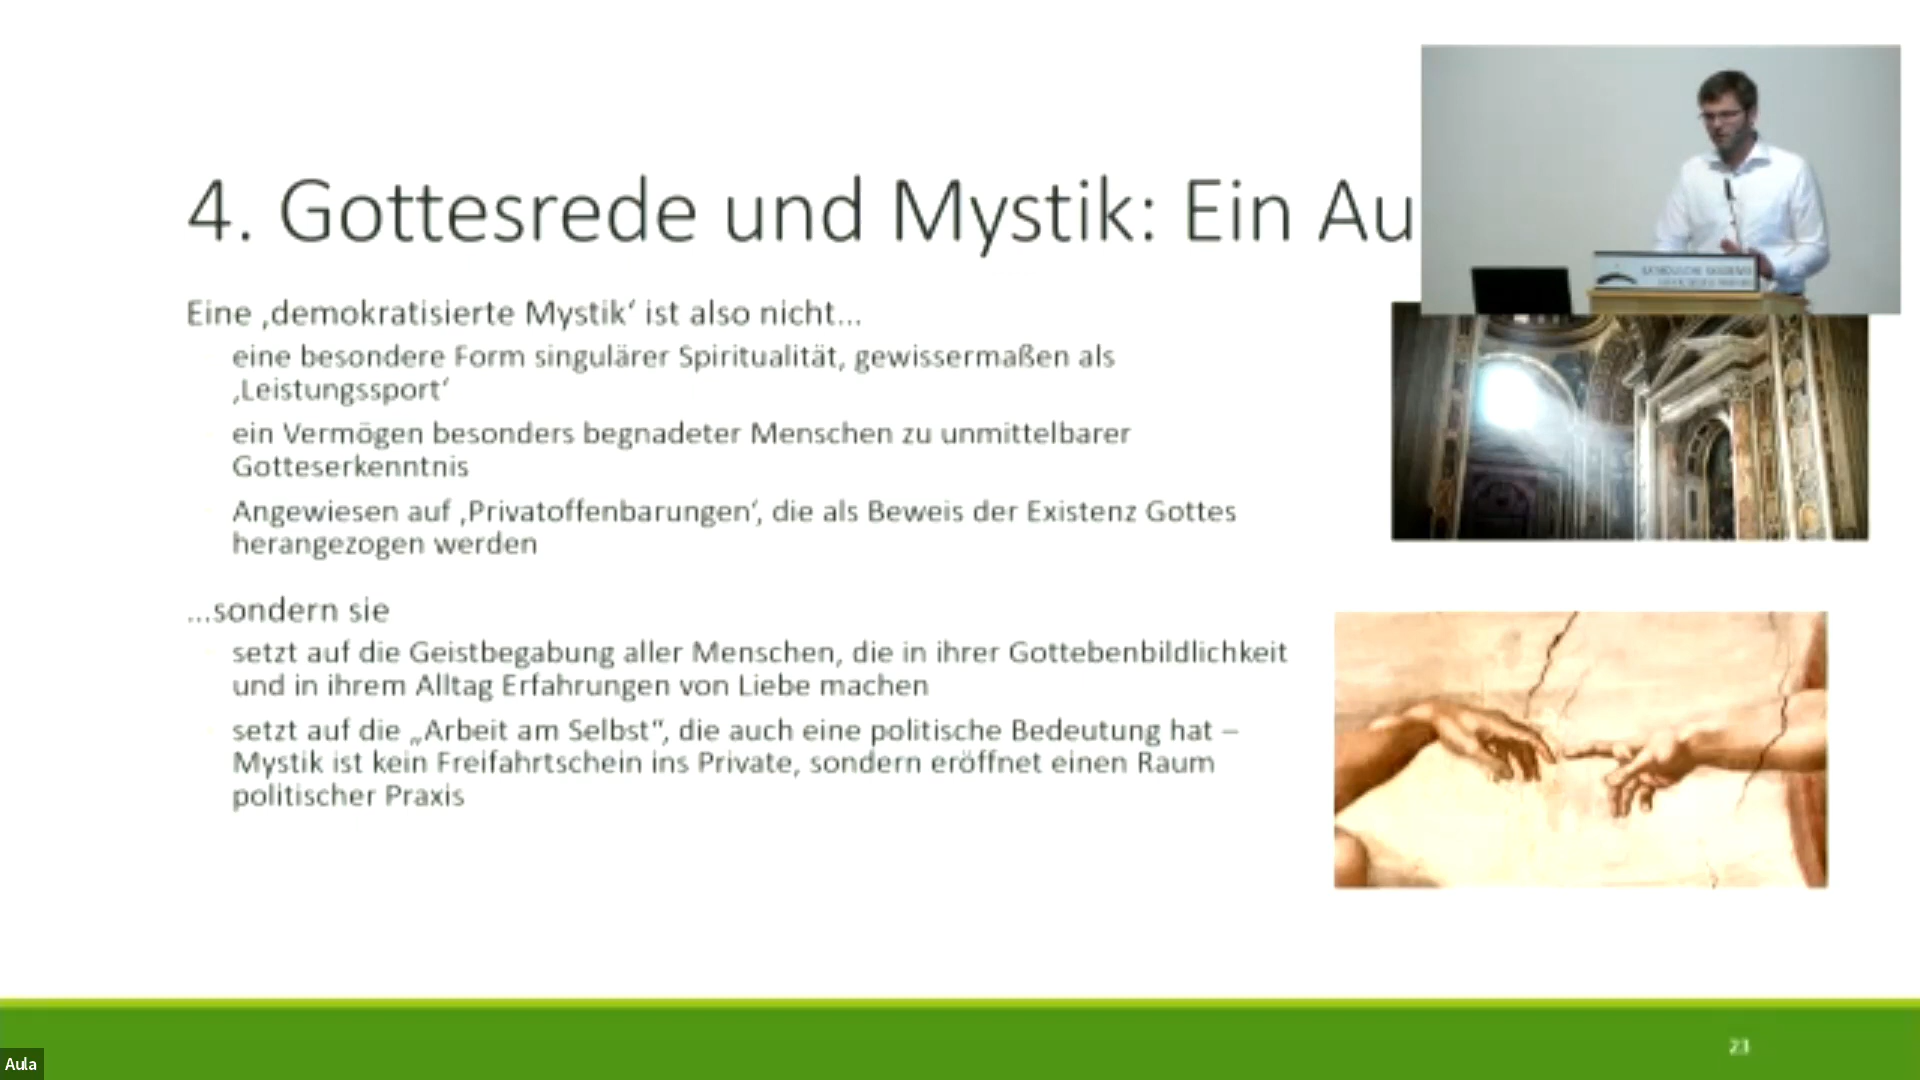 4. Gottesrede und Mystik: Ein Au
Eine ‚demokratisierte Mystik‘ ist also nicht...
eine besondere Form singulärer Spiritualität, gewissermaßen als
‚Leistungssport‘
ein Vermögen besonders begnadeter Menschen zu unmittelbarer
Gotteserkenntnis
Angewiesen auf ‚Privatoffenbarungen‘, die als Beweis der Existenz Gottes
herangezogen werden
...sondern sie
setzt auf die Geistbegabung aller Menschen, die in ihrer Gottebenbildlichkeit
und in ihrem Alltag Erfahrungen von Liebe machen
setzt auf die „Arbeit am Selbst“, die auch eine politische Bedeutung hat –
Mystik ist kein Freifahrtschein ins Private, sondern eröffnet einen Raum
politischer Praxis
KATHOLISCHE AKADEMIE
23
Aula